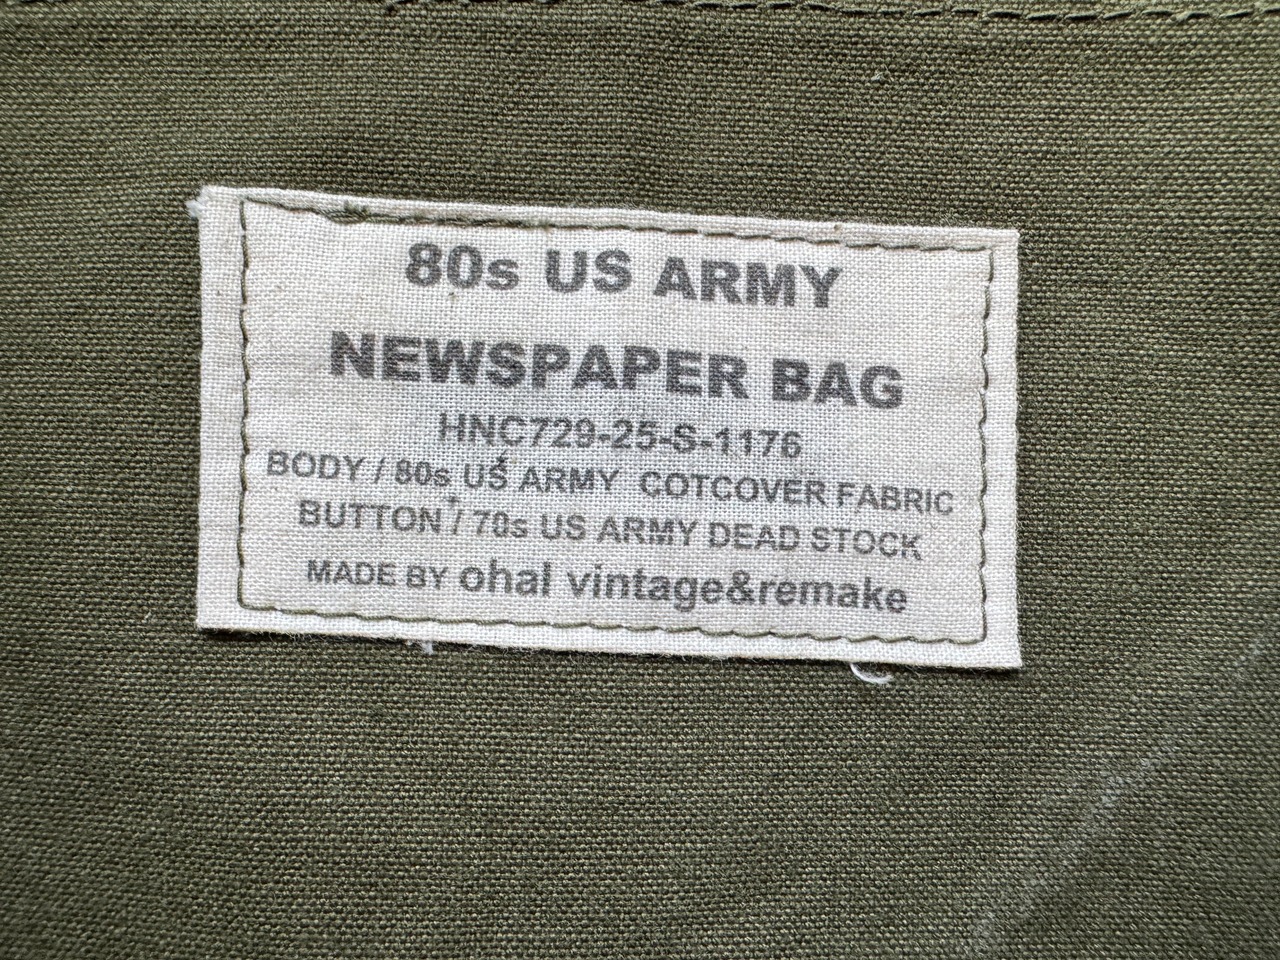 80s US ARMY
NEWSPAPER BAG
HNC729-25-S-1176
BODY / 80s US ARMY COTCOVER FABRIC
BUTTON / 70s US ARMY DEAD STOCK
MADE BY ohal vintage&remake